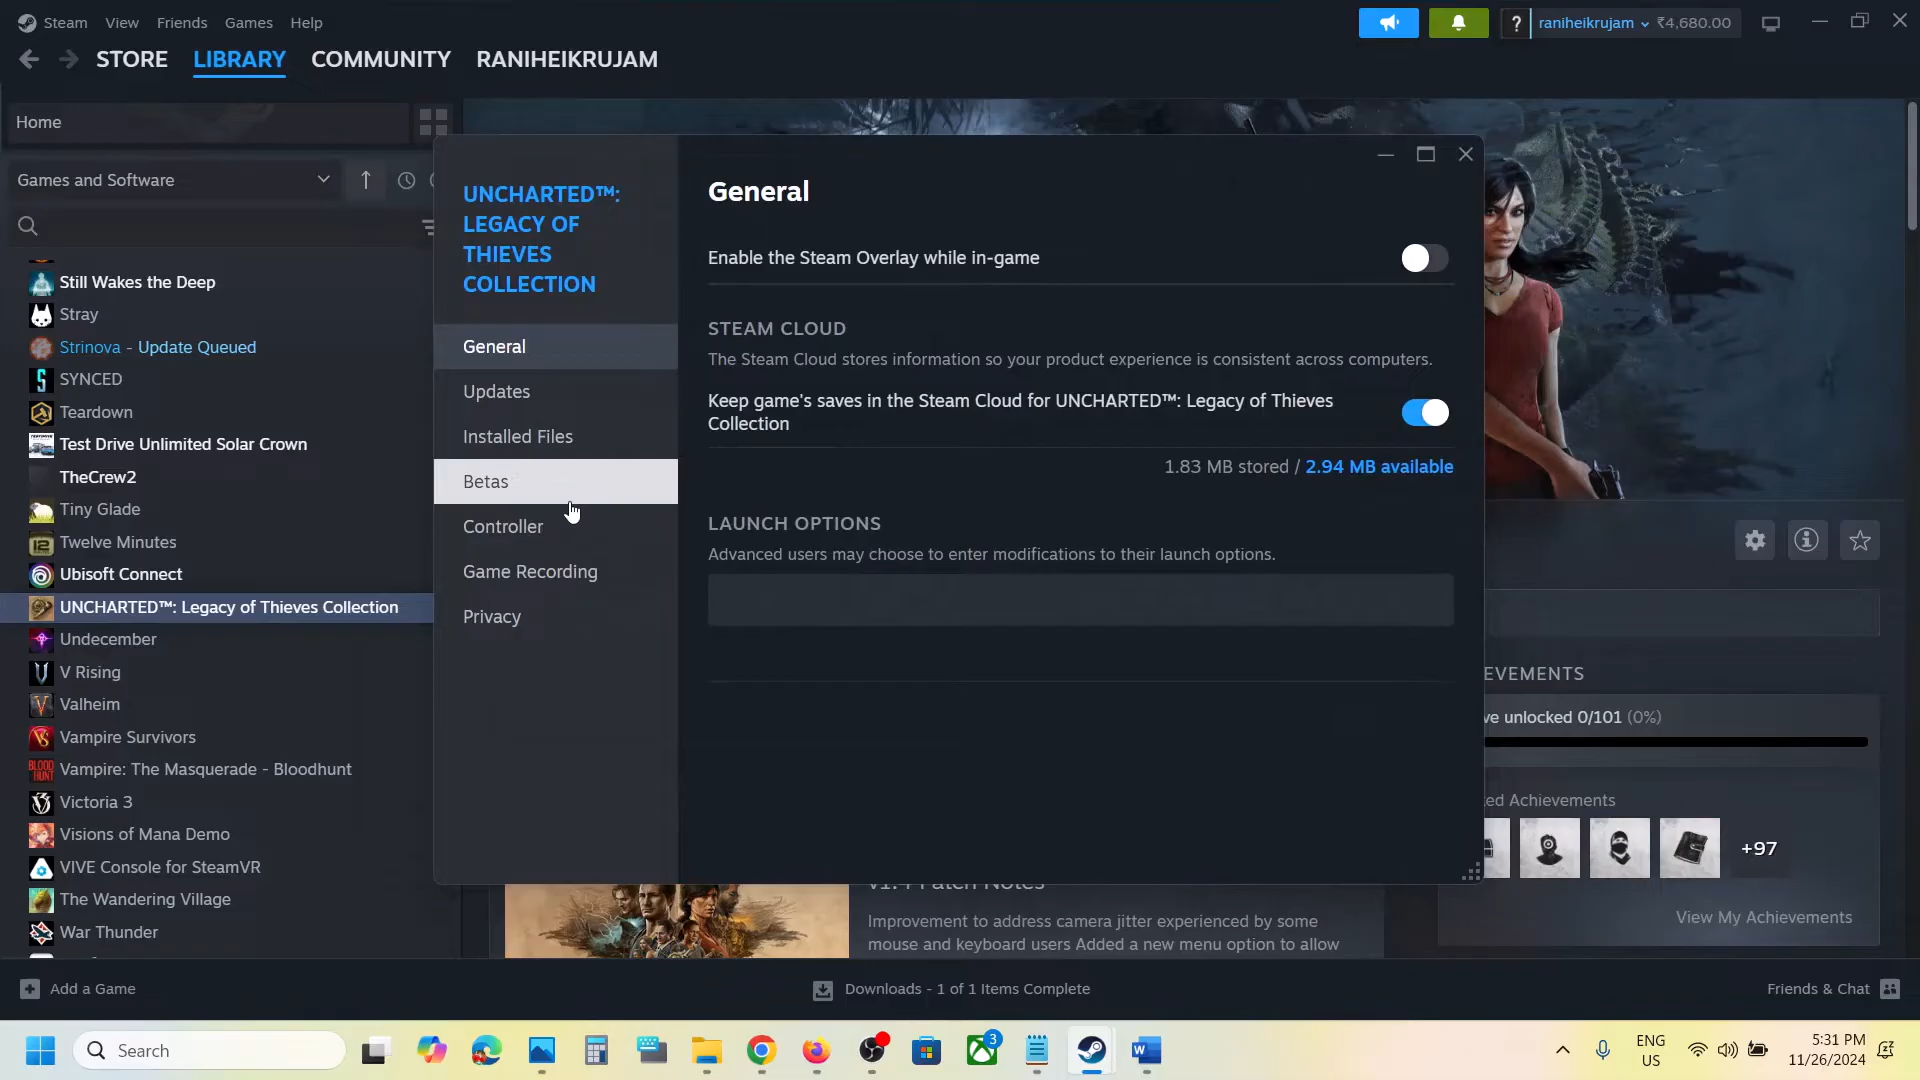 Steam View Friends Games Help
raniheikrujam ₹4,680.00
STORE LIBRARY COMMUNITY RANIHEIKRUJAM
Home
Games and Software
Still Wakes the Deep
Stray
Strinova - Update Queued
SYNCED
Teardown
Test Drive Unlimited Solar Crown
TheCrew2
Tiny Glade
Twelve Minutes
Ubisoft Connect
UNCHARTED™: Legacy of Thieves Collection
Undecember
V Rising
Valheim
Vampire Survivors
Vampire: The Masquerade - Bloodhunt
Victoria 3
Visions of Mana Demo
VIVE Console for SteamVR
The Wandering Village
War Thunder
UNCHARTED™:
LEGACY OF
THIEVES
COLLECTION
General
Updates
Installed Files
Betas
Controller
Game Recording
Privacy
General
Enable the Steam Overlay while in-game
STEAM CLOUD
The Steam Cloud stores information so your product experience is consistent across computers.
Keep game's saves in the Steam Cloud for UNCHARTED™: Legacy of Thieves
Collection
1.83 MB stored / 2.94 MB available
LAUNCH OPTIONS
Advanced users may choose to enter modifications to their launch options.
EVEMENTS
ve unlocked 0/101 (0%)
ed Achievements
+97
View My Achievements
Improvement to address camera jitter experienced by some
mouse and keyboard users Added a new menu option to allow
Add a Game
Downloads - 1 of 1 Items Complete
Friends & Chat
Search
3
ENG
US
5:31 PM
11/26/2024